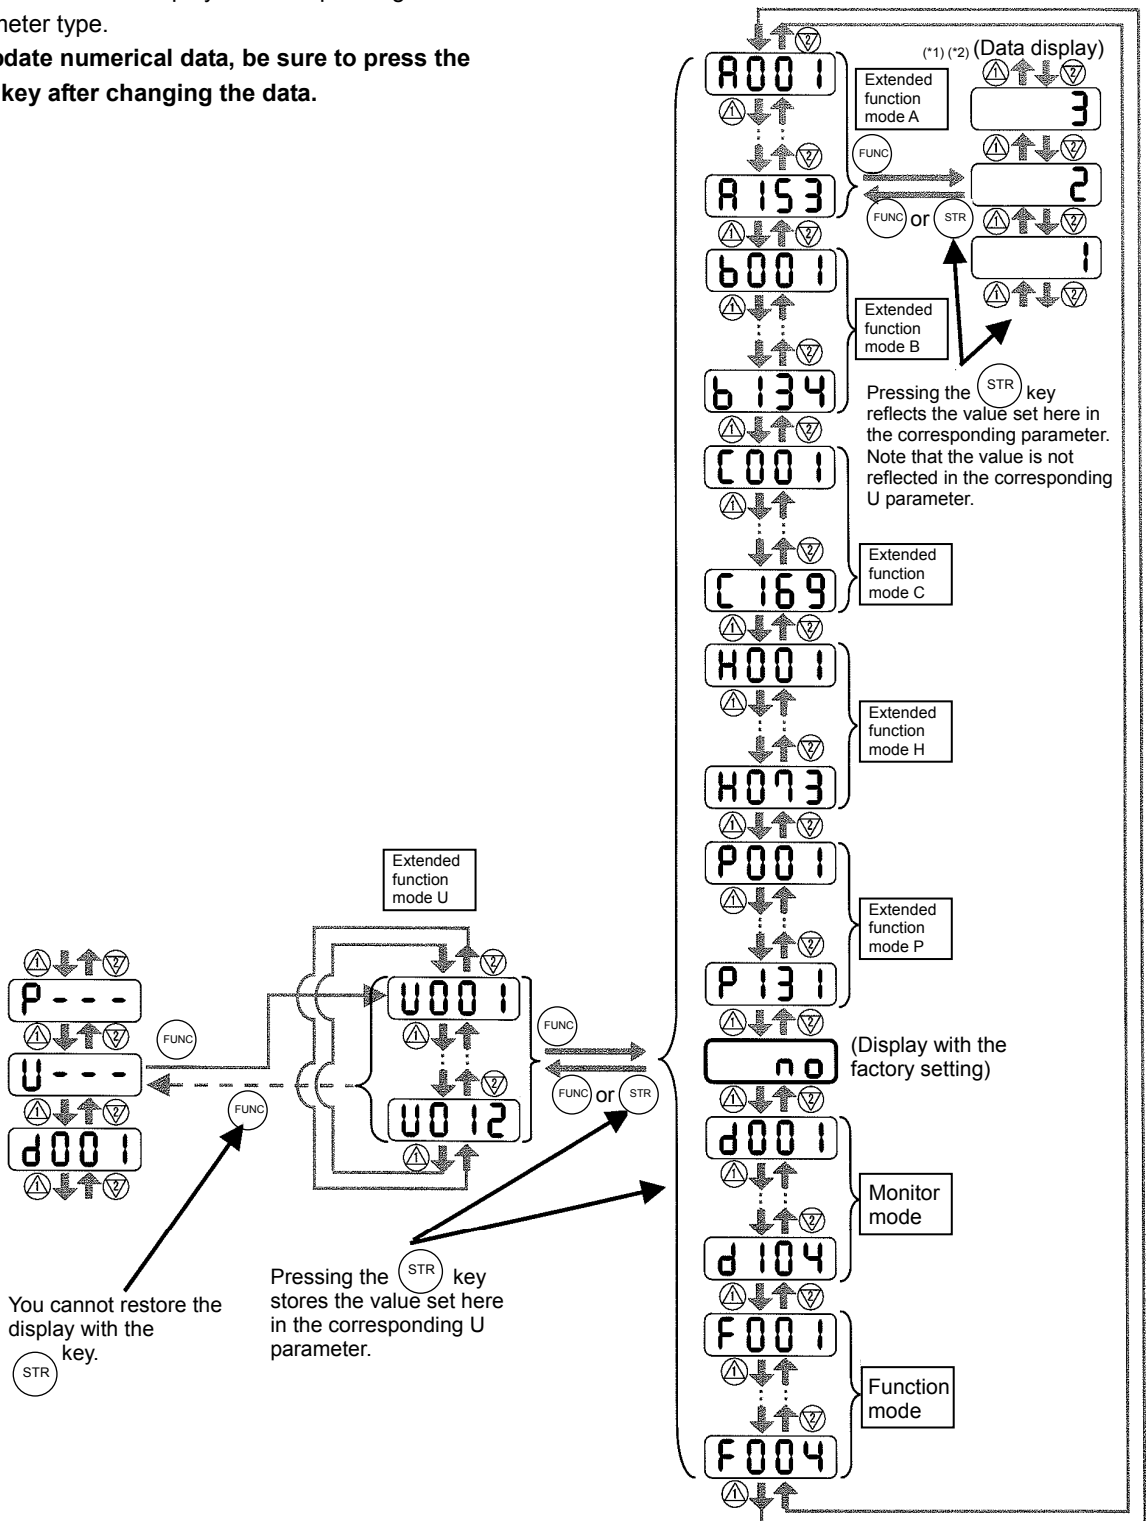 meter type.
update numerical data, be sure to press the
key after changing the data.
(*1) (*2) (Data display)
A001
Extended
function
mode A
3
FUNC
2
A153
FUNC or STR
1
b001
Extended
function
mode B
b134
Pressing the STR key
reflects the value set here in
the corresponding parameter.
Note that the value is not
reflected in the corresponding
U parameter.
C001
C169
Extended
function
mode C
H001
H073
Extended
function
mode H
P001
P131
Extended
function
mode P
no
(Display with the
factory setting)
d001
d104
Monitor
mode
F001
F004
Function
mode
Extended
function
mode U
P---
U---
d001
FUNC
FUNC
U001
U012
FUNC
FUNC or STR
You cannot restore the
display with the
STR key.
Pressing the STR key
stores the value set here
in the corresponding U
parameter.